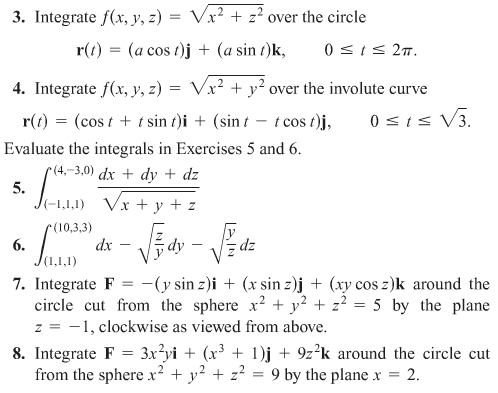 3. Integrate f(x, y, z) = √(x² + z²) over the circle
r(t) = (a cos t)j + (a sin t)k, 0 ≤ t ≤ 2π.
4. Integrate f(x, y, z) = √(x² + y²) over the involute curve
r(t) = (cos t + t sin t)i + (sin t − t cos t)j, 0 ≤ t ≤ √3.
Evaluate the integrals in Exercises 5 and 6.
5. ∫_(−1,1,1)^(4,−3,0) (dx + dy + dz)/√(x + y + z)
6. ∫_(1,1,1)^(10,3,3) dx − √(z/y) dy − √(y/z) dz
7. Integrate F = −(y sin z)i + (x sin z)j + (xy cos z)k around the
circle cut from the sphere x² + y² + z² = 5 by the plane
z = −1, clockwise as viewed from above.
8. Integrate F = 3x²yi + (x³ + 1)j + 9z²k around the circle cut
from the sphere x² + y² + z² = 9 by the plane x = 2.